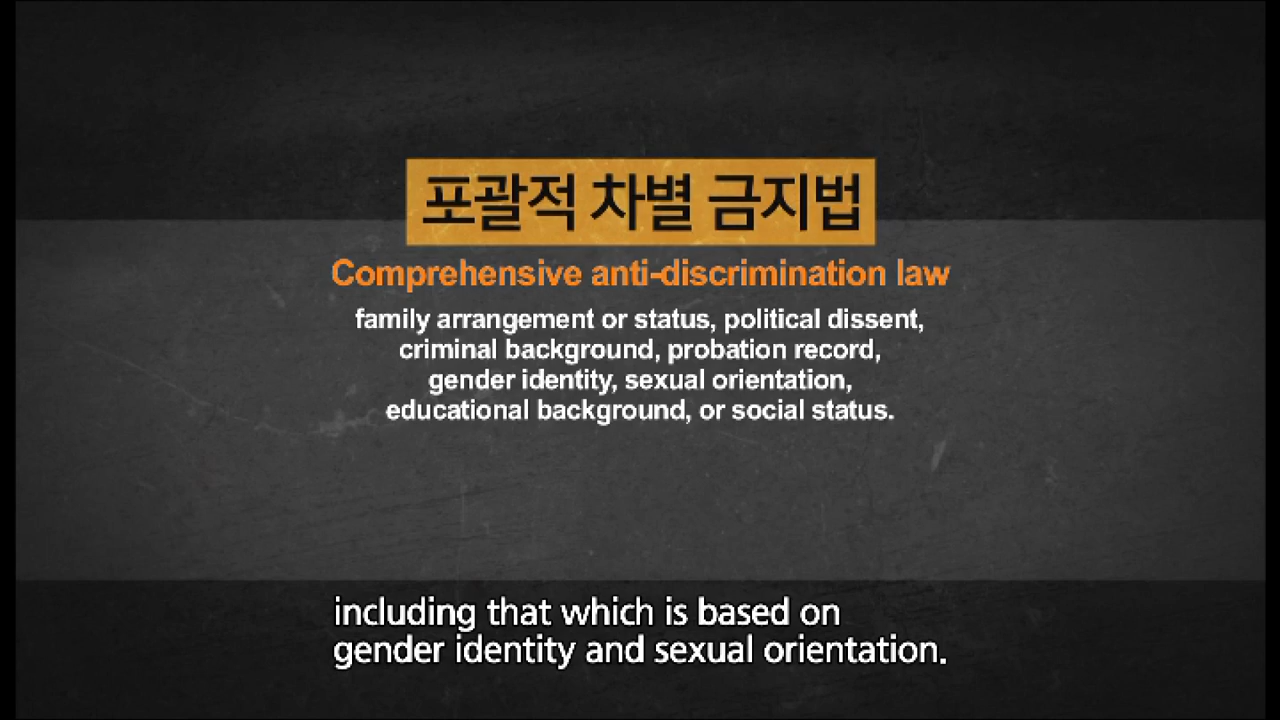 포괄적 차별 금지법
Comprehensive anti-discrimination law
family arrangement or status, political dissent,
criminal background, probation record,
gender identity, sexual orientation,
educational background, or social status.
including that which is based on
gender identity and sexual orientation.